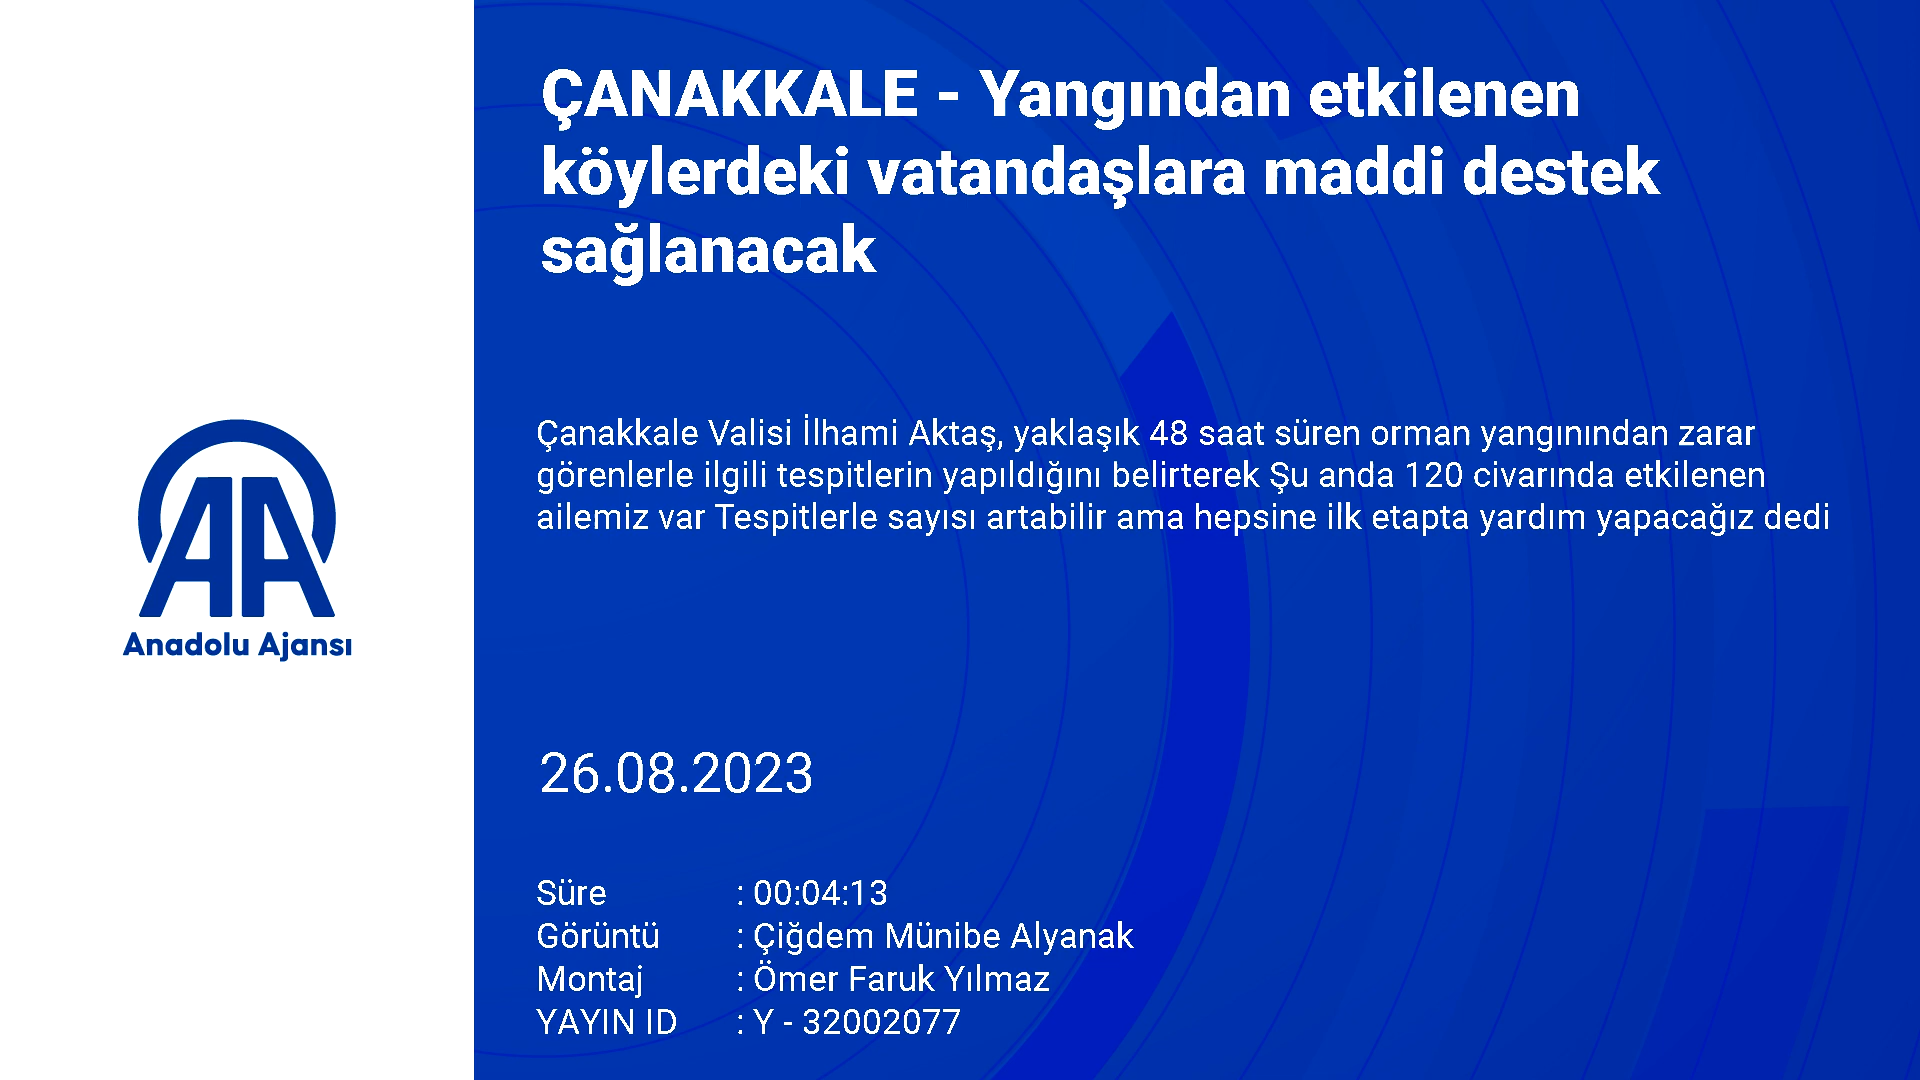 ÇANAKKALE - Yangından etkilenen
köylerdeki vatandaşlara maddi destek
sağlanacak
Çanakkale Valisi İlhami Aktaş, yaklaşık 48 saat süren orman yangınından zarar
görenlerle ilgili tespitlerin yapıldığını belirterek Şu anda 120 civarında etkilenen
ailemiz var Tespitlerle sayısı artabilir ama hepsine ilk etapta yardım yapacağız dedi
AA
Anadolu Ajansı
26.08.2023
Süre : 00:04:13
Görüntü : Çiğdem Münibe Alyanak
Montaj : Ömer Faruk Yılmaz
YAYIN ID : Y - 32002077